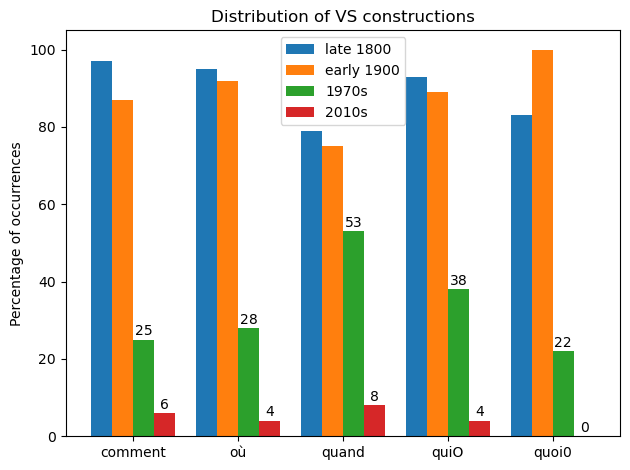 Distribution of VS constructions
late 1800
early 1900
1970s
2010s
Percentage of occurrences
100
80
60
40
20
0
25
6
28
4
53
8
38
4
22
0
comment
où
quand
quiO
quoi0